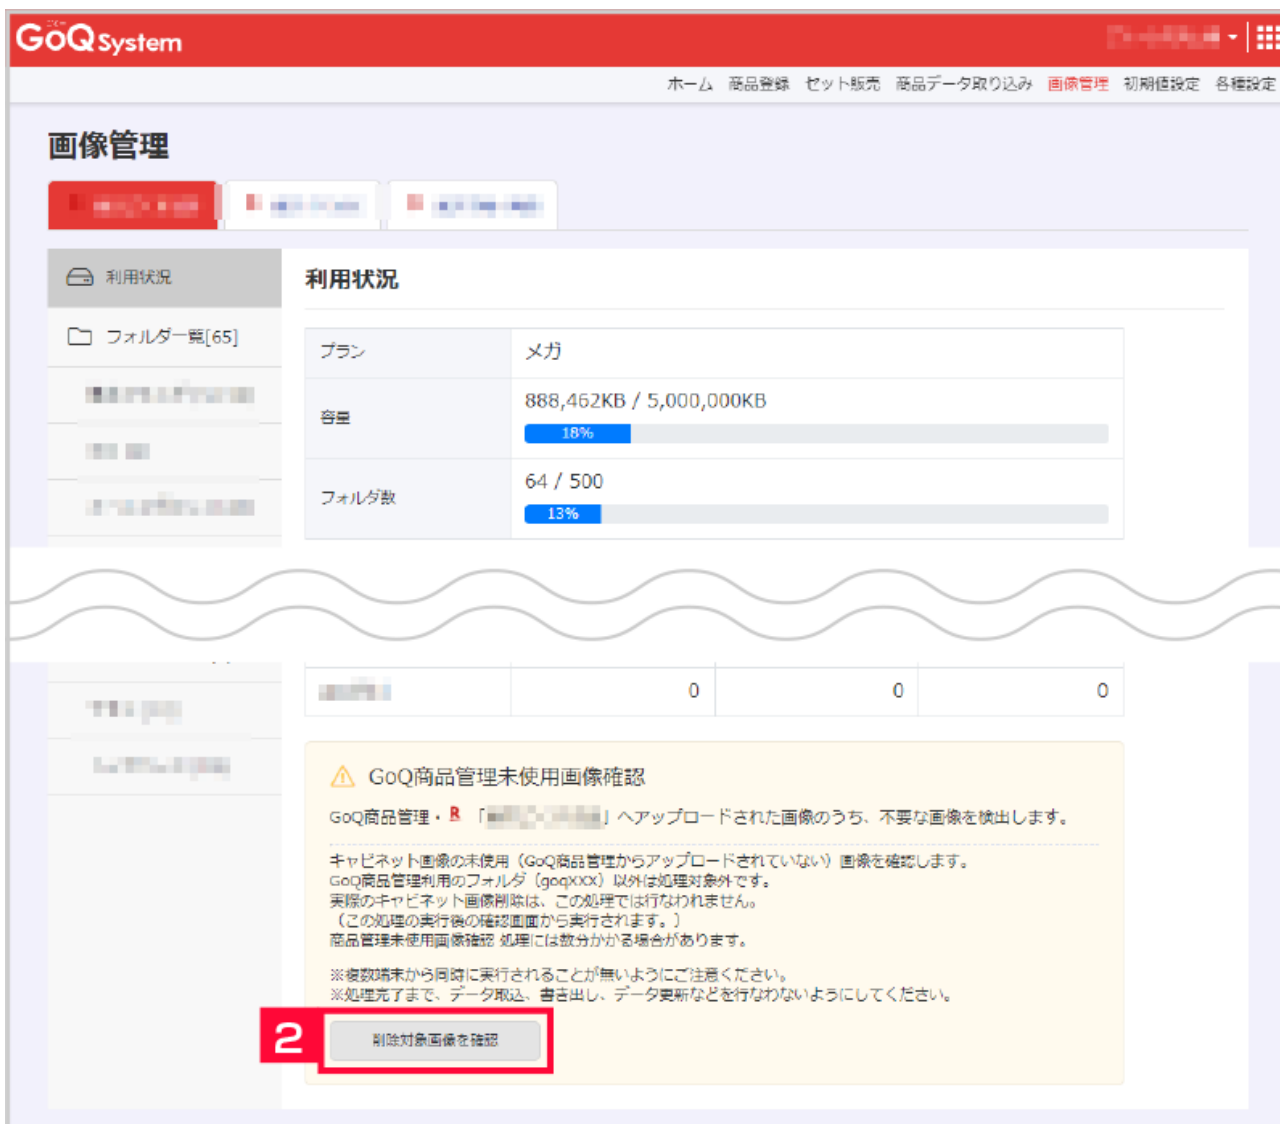 GoQSystem
ホーム 商品登録 セット販売 商品データ取り込み 画像管理 初期値設定 各種設定
画像管理
利用状況
フォルダ一覧[65]
利用状況
プラン メガ
容量 888,462KB / 5,000,000KB
18%
フォルダ数 64 / 500
13%
0 0 0
GoQ商品管理未使用画像確認
GoQ商品管理・R「 」へアップロードされた画像のうち、不要な画像を検出します。
キャビネット画像の未使用（GoQ商品管理からアップロードされていない）画像を確認します。
GoQ商品管理利用のフォルダ（goqXXX）以外は処理対象外です。
実際のキャビネット画像削除は、この処理では行なわれません。
（この処理の実行後の確認画面から実行されます。）
商品管理未使用画像確認 処理には数分かかる場合があります。
※複数端末から同時に実行されることが無いようにご注意ください。
※処理完了まで、データ取込、書き出し、データ更新などを行なわないようにしてください。
2 削除対象画像を確認